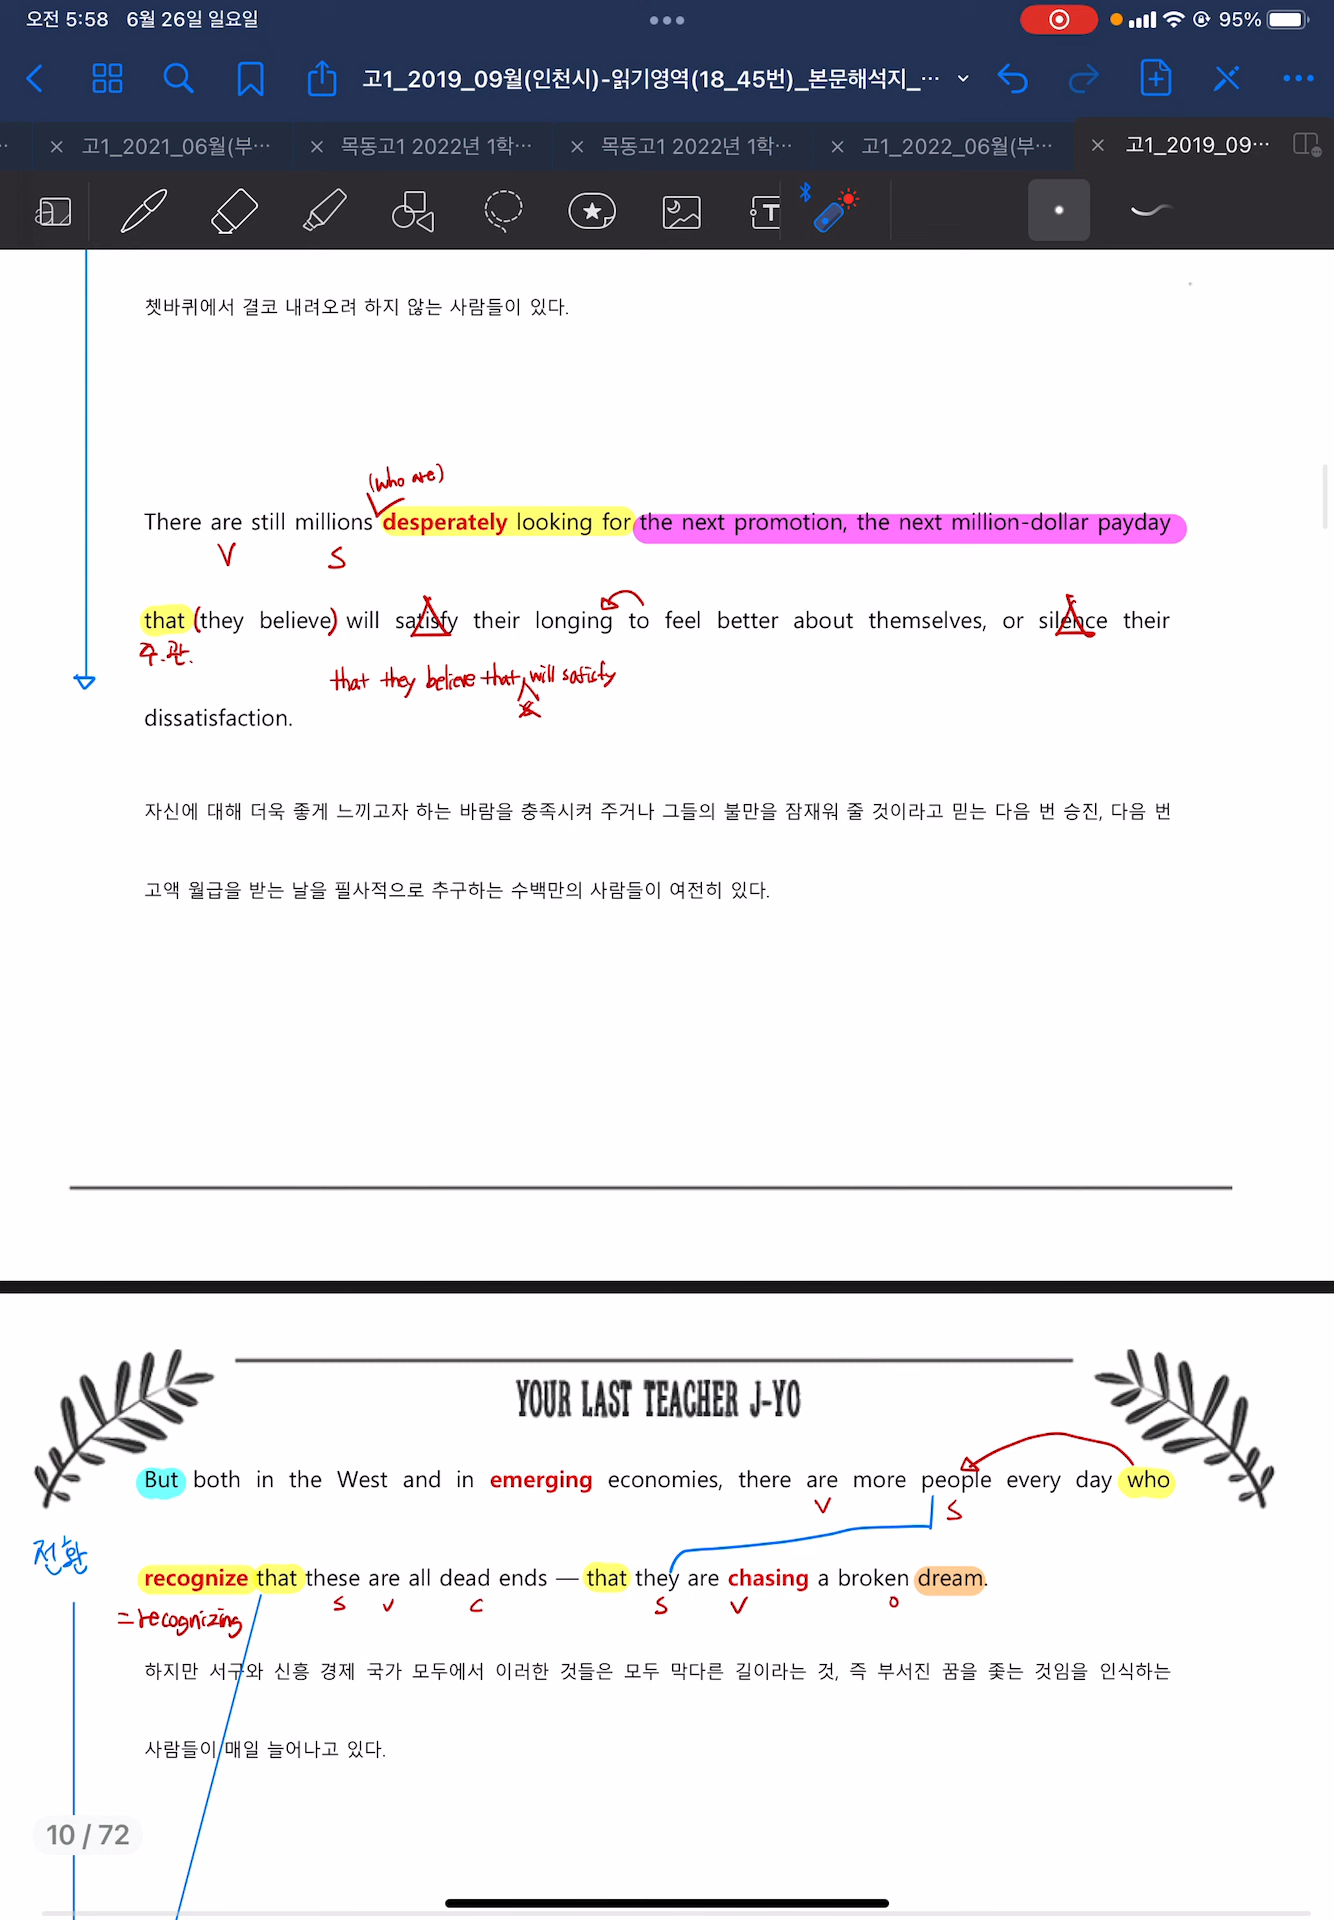 오전 5:58 6월 26일 일요일 95%
고1_2019_09월(인천시)-읽기영역(18_45번)_본문해석지_···
고1_2021_06월(부··· 목동고1 2022년 1학··· 목동고1 2022년 1학··· 고1_2022_06월(부··· 고1_2019_09···
쳇바퀴에서 결코 내려오려 하지 않는 사람들이 있다.
(who are)
There are still millions desperately looking for the next promotion, the next million-dollar payday
V S
that (they believe) will satisfy their longing to feel better about themselves, or silence their
주.관.
that they believe that will satisfy
dissatisfaction.
자신에 대해 더욱 좋게 느끼고자 하는 바람을 충족시켜 주거나 그들의 불만을 잠재워 줄 것이라고 믿는 다음 번 승진, 다음 번
고액 월급을 받는 날을 필사적으로 추구하는 수백만의 사람들이 여전히 있다.
YOUR LAST TEACHER J-YO
But both in the West and in emerging economies, there are more people every day who
V S
전환
recognize that these are all dead ends — that they are chasing a broken dream.
S V C S V O
=recognizing
하지만 서구와 신흥 경제 국가 모두에서 이러한 것들은 모두 막다른 길이라는 것, 즉 부서진 꿈을 좇는 것임을 인식하는
사람들이 매일 늘어나고 있다.
10 / 72